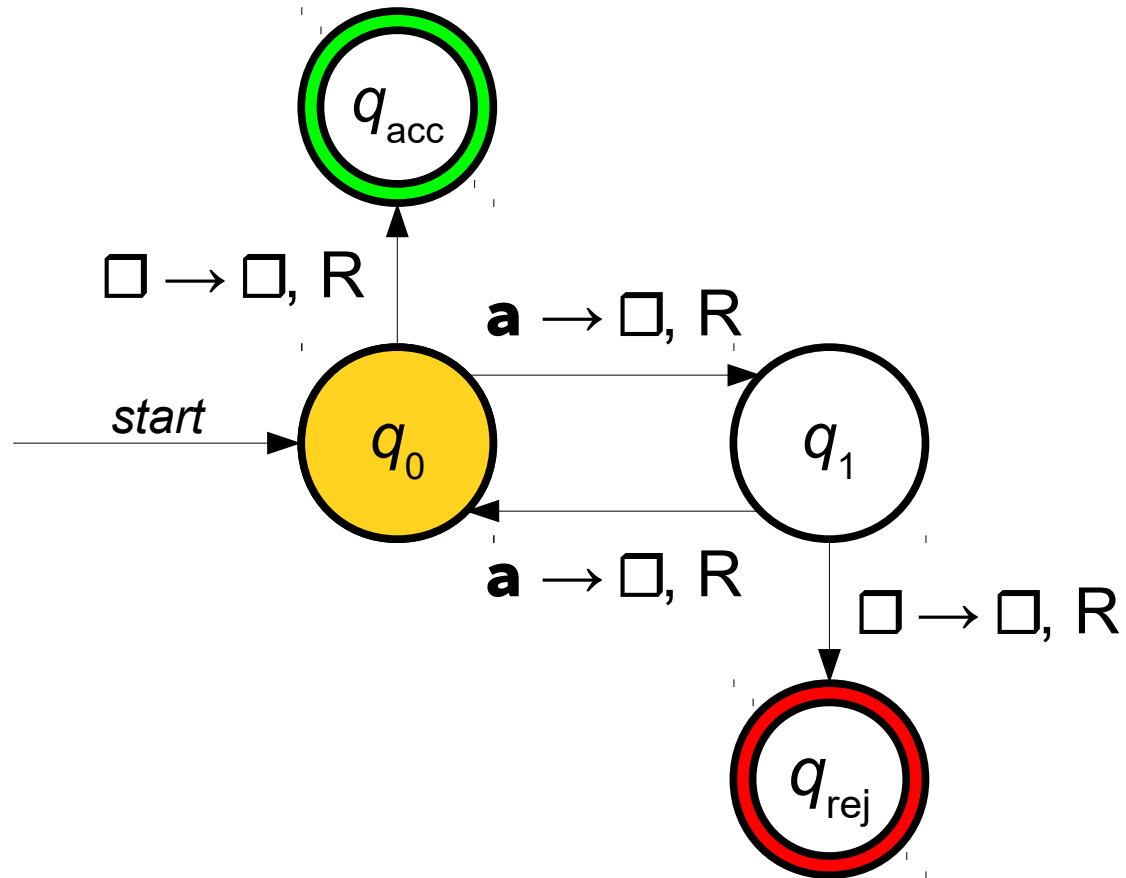 q_acc
□ → □, R
a → □, R
start
q_0
q_1
a → □, R
□ → □, R
q_rej